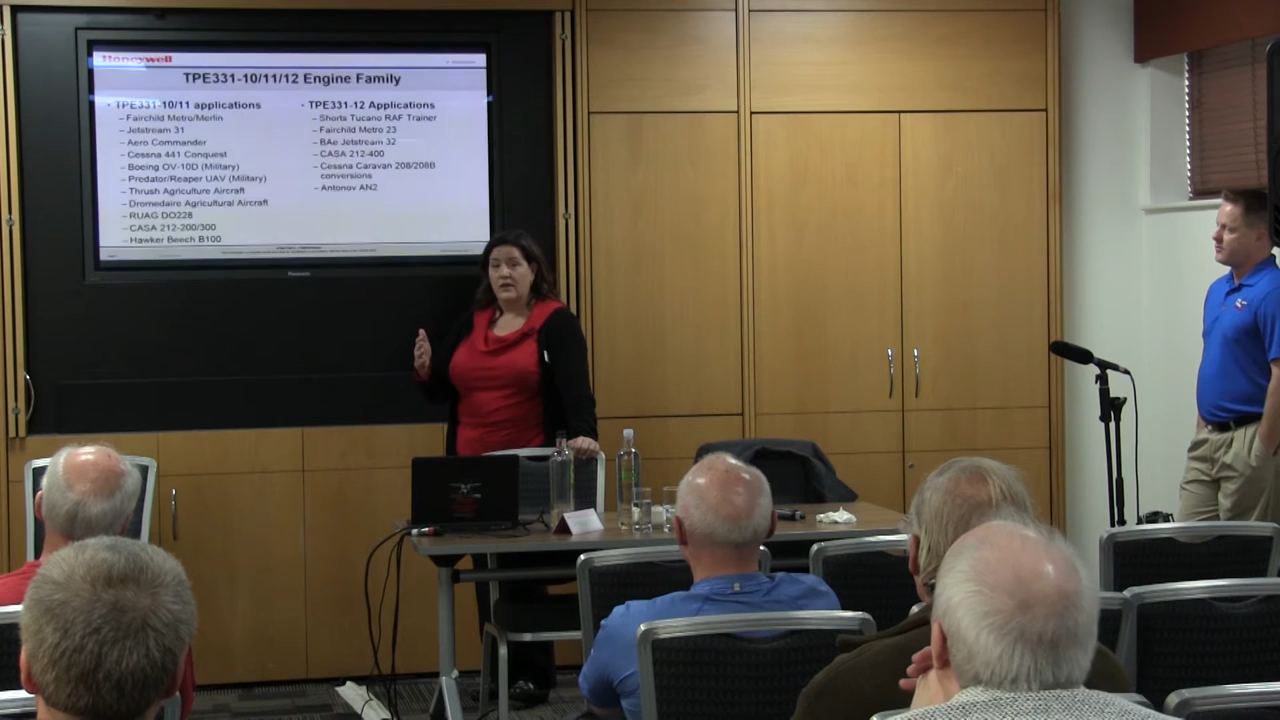 Honeywell
TPE331-10/11/12 Engine Family
• TPE331-10/11 applications
– Fairchild Metro/Merlin
– Jetstream 31
– Aero Commander
– Cessna 441 Conquest
– Boeing OV-10D (Military)
– Predator/Reaper UAV (Military)
– Thrush Agriculture Aircraft
– Dromedaire Agricultural Aircraft
– RUAG DO228
– CASA 212-200/300
– Hawker Beech B100
• TPE331-12 Applications
– Shorts Tucano RAF Trainer
– Fairchild Metro 23
– BAe Jetstream 32
– CASA 212-400
– Cessna Caravan 208/208B
conversions
– Antonov AN2
Panasonic